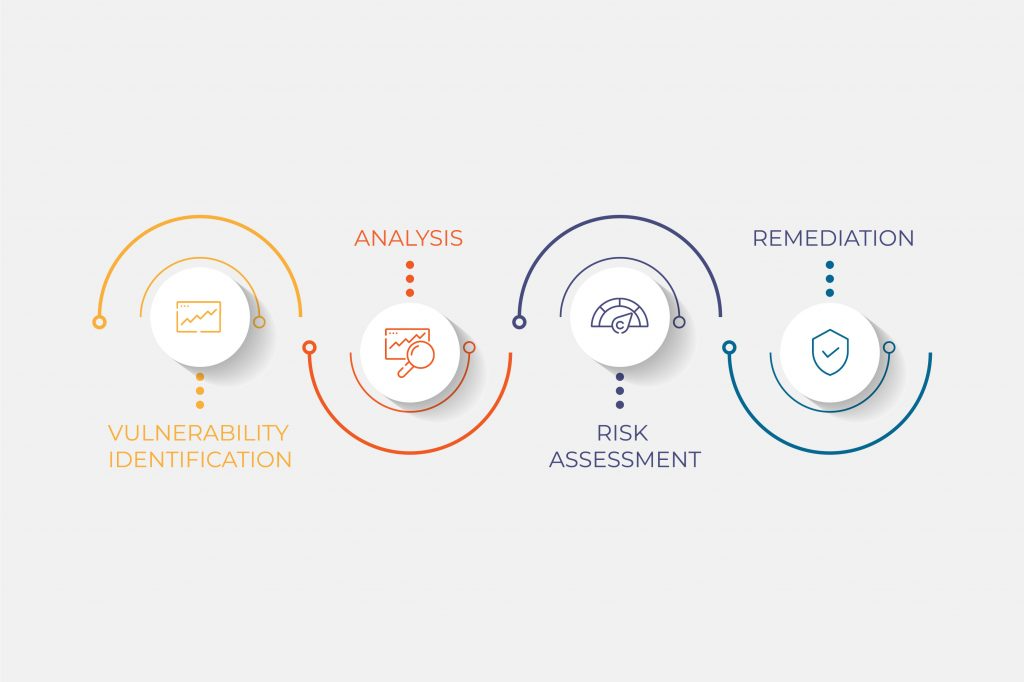 VULNERABILITY
IDENTIFICATION
ANALYSIS
RISK
ASSESSMENT
REMEDIATION